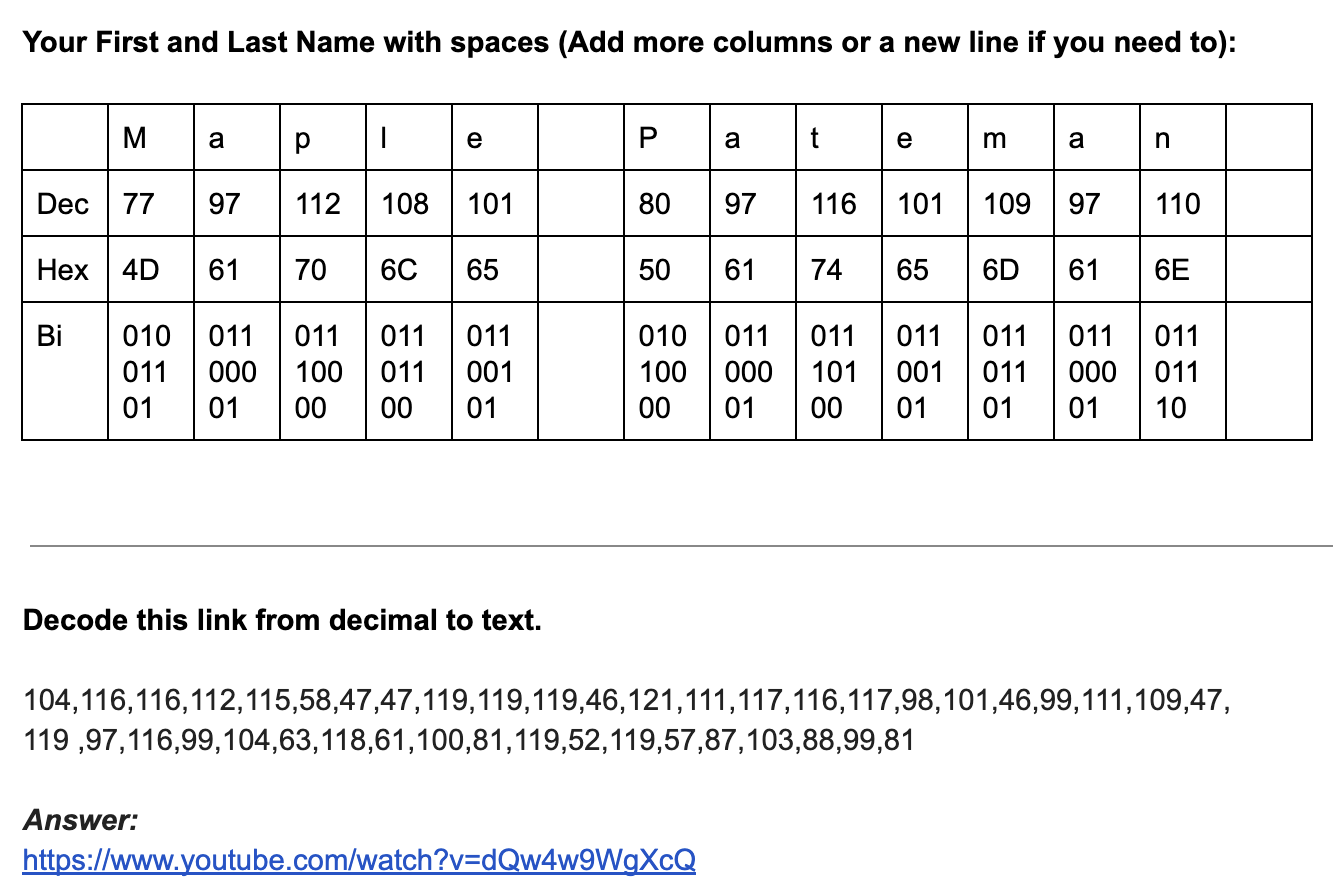 Your First and Last Name with spaces (Add more columns or a new line if you need to):
M a p l e P a t e m a n
Dec 77 97 112 108 101 80 97 116 101 109 97 110
Hex 4D 61 70 6C 65 50 61 74 65 6D 61 6E
Bi 010 011 011 011 011 010 011 011 011 011 011 011
011 000 100 011 001 100 000 101 001 011 000 011
01 01 00 00 01 00 01 00 01 01 01 10
Decode this link from decimal to text.
104,116,116,112,115,58,47,47,119,119,119,46,121,111,117,116,117,98,101,46,99,111,109,47,
119 ,97,116,99,104,63,118,61,100,81,119,52,119,57,87,103,88,99,81
Answer:
https://www.youtube.com/watch?v=dQw4w9WgXcQ